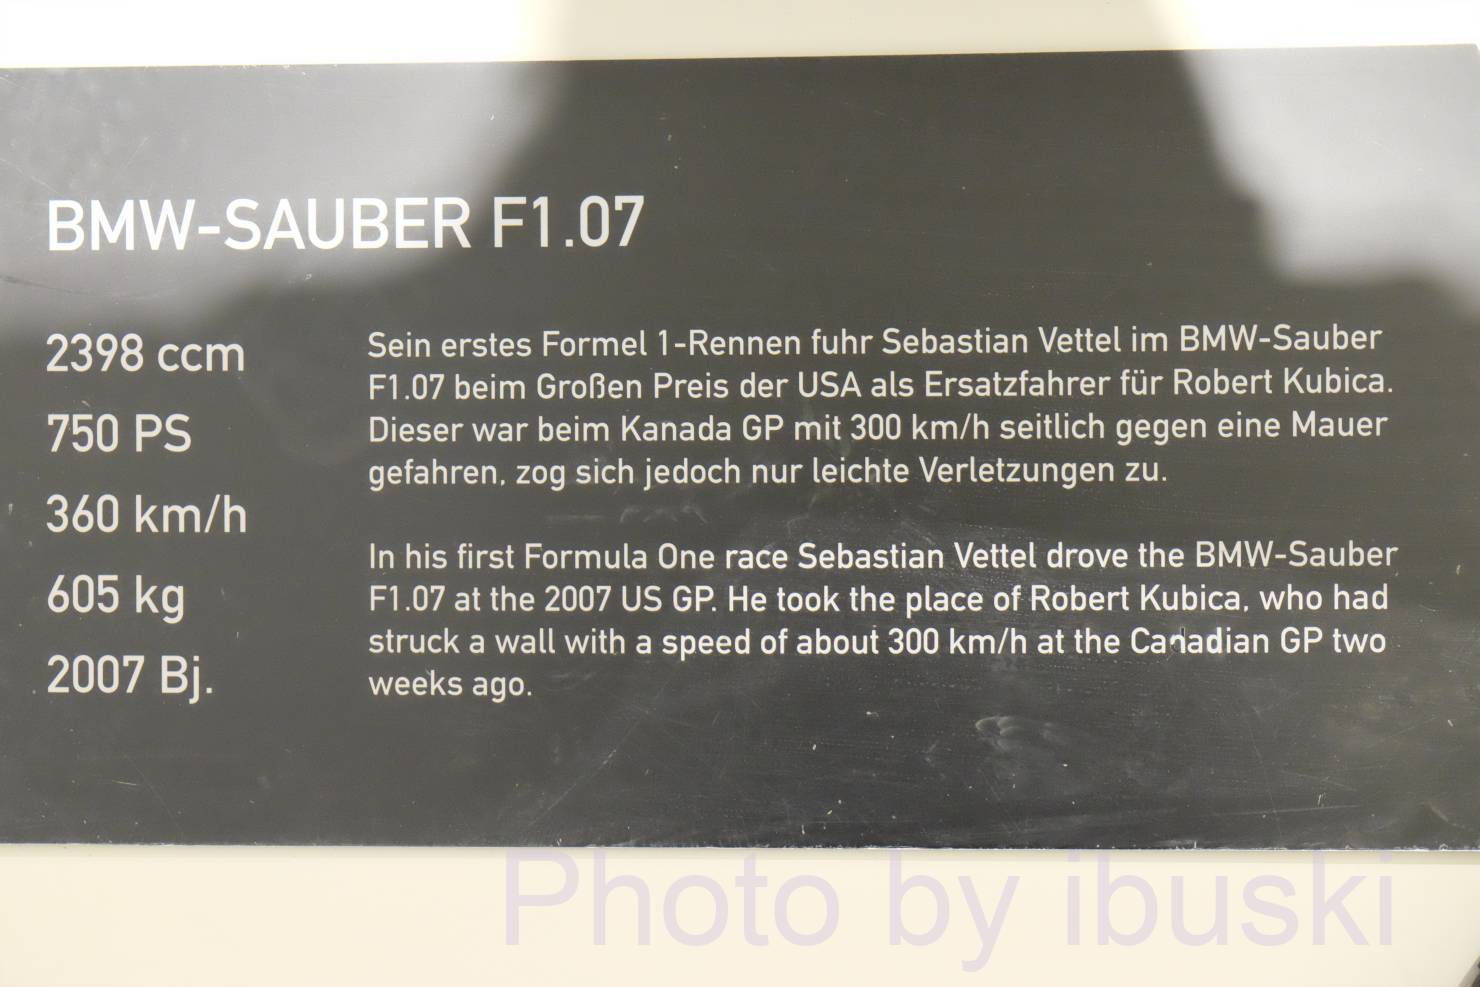 BMW-SAUBER F1.07
2398 ccm
750 PS
360 km/h
605 kg
2007 Bj.
Sein erstes Formel 1-Rennen fuhr Sebastian Vettel im BMW-Sauber
F1.07 beim Großen Preis der USA als Ersatzfahrer für Robert Kubica.
Dieser war beim Kanada GP mit 300 km/h seitlich gegen eine Mauer
gefahren, zog sich jedoch nur leichte Verletzungen zu.
In his first Formula One race Sebastian Vettel drove the BMW-Sauber
F1.07 at the 2007 US GP. He took the place of Robert Kubica, who had
struck a wall with a speed of about 300 km/h at the Canadian GP two
weeks ago.
Photo by ibuski